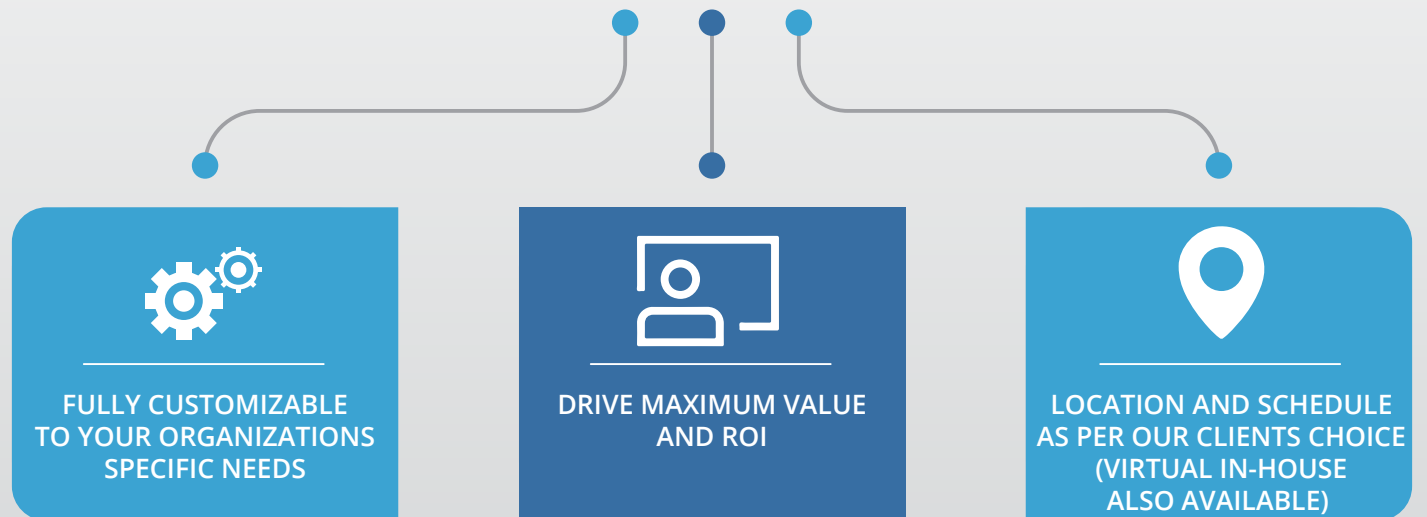 FULLY CUSTOMIZABLE
TO YOUR ORGANIZATIONS
SPECIFIC NEEDS
DRIVE MAXIMUM VALUE
AND ROI
LOCATION AND SCHEDULE
AS PER OUR CLIENTS CHOICE
(VIRTUAL IN-HOUSE
ALSO AVAILABLE)